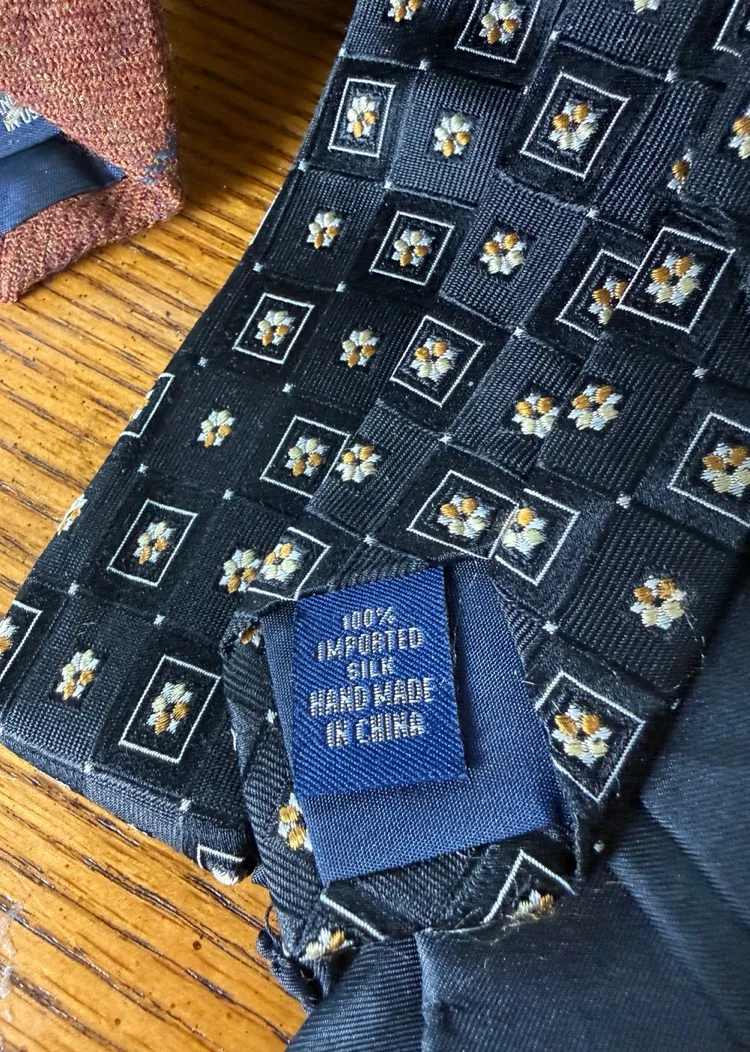 100%
IMPORTED
SILK
HAND MADE
IN CHINA